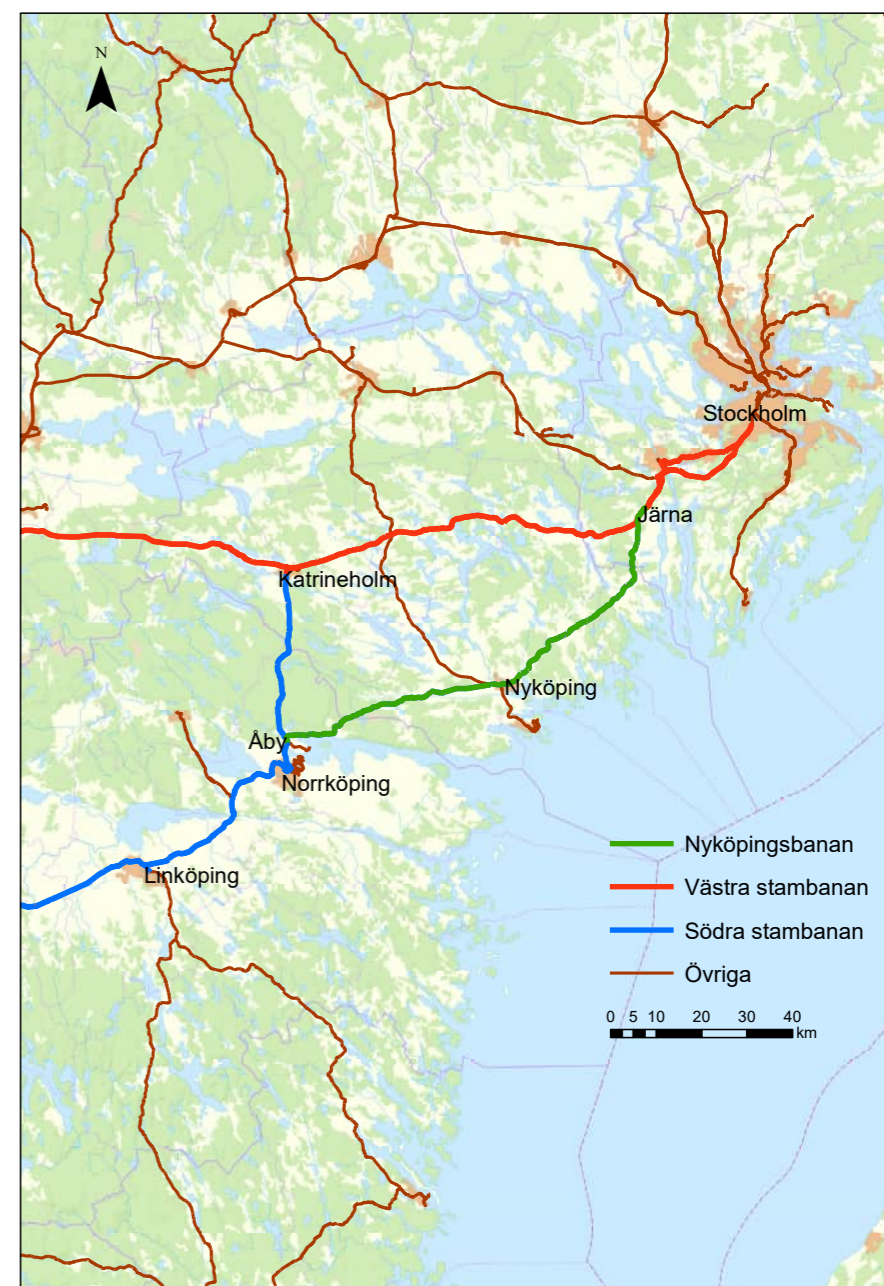 N
Stockholm
Järna
Katrineholm
Nyköping
Åby
Norrköping
Linköping
Nyköpingsbanan
Västra stambanan
Södra stambanan
Övriga
0 5 10 20 30 40
km